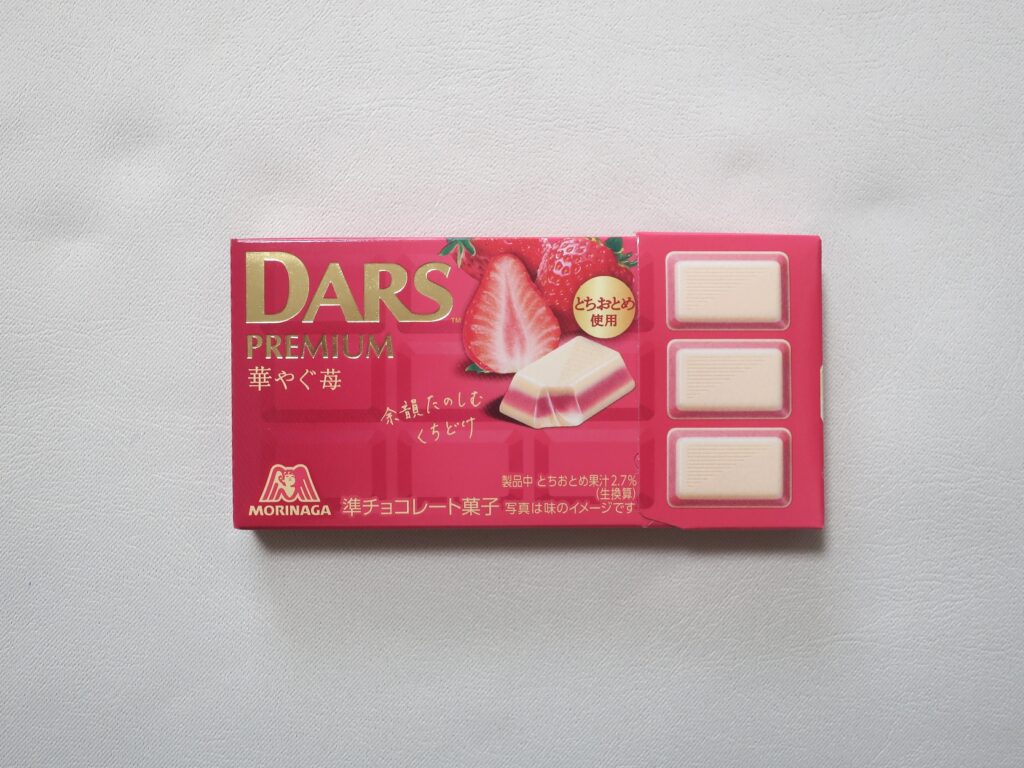 DARS™
PREMIUM
華やぐ苺
とちおとめ
使用
余韻たのしむ
くちどけ
MORINAGA
準チョコレート菓子
製品中 とちおとめ果汁2.7%
(生換算)
写真は味のイメージです